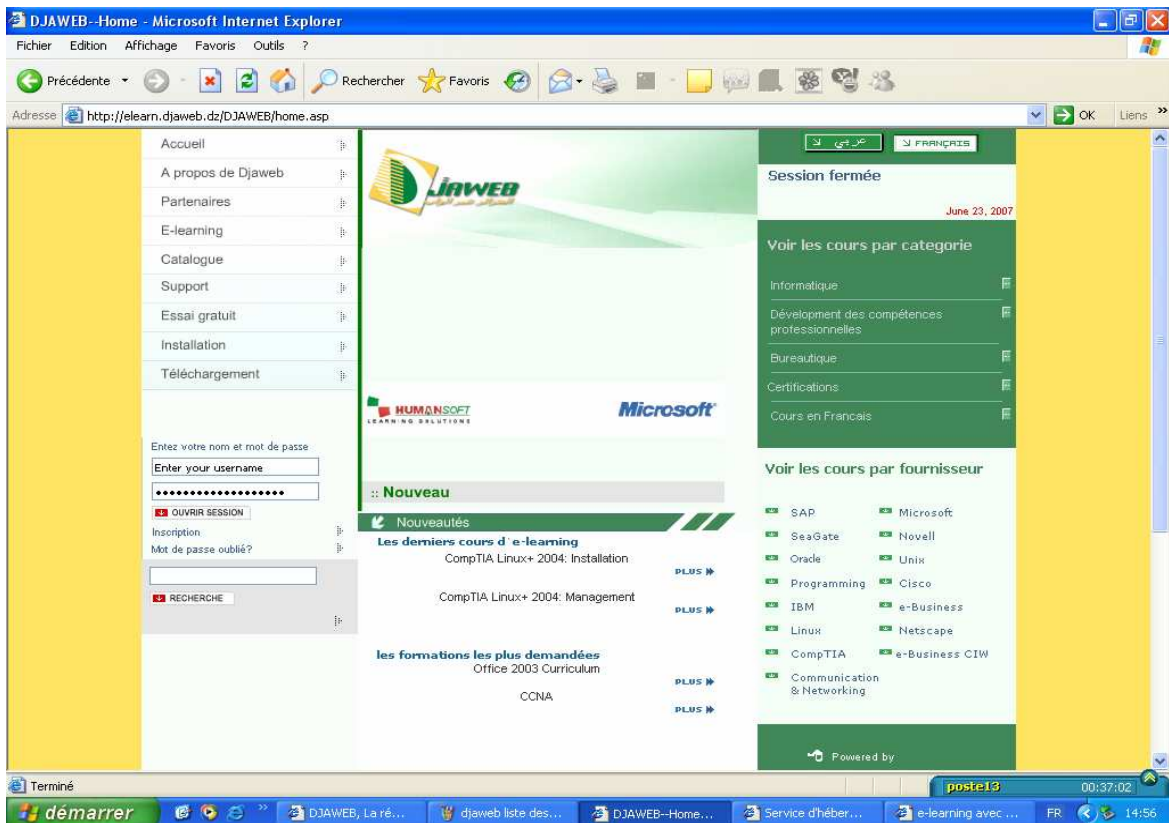 DJAWEB--Home - Microsoft Internet Explorer
Fichier Edition Affichage Favoris Outils ?
Précédente Rechercher Favoris
Adresse http://elearn.djaweb.dz/DJAWEB/home.asp OK Liens
Accueil
A propos de Djaweb
Partenaires
E-learning
Catalogue
Support
Essai gratuit
Installation
Téléchargement
Entez votre nom et mot de passe
Enter your username
OUVRIR SESSION
Inscription
Mot de passe oublié?
RECHERCHE
JAWEB
HUMANSOFT
LEARNING SOLUTIONS
Microsoft
:: Nouveau
Nouveautés
Les derniers cours d`e-learning
CompTIA Linux+ 2004: Installation
PLUS
CompTIA Linux+ 2004: Management
PLUS
les formations les plus demandées
Office 2003 Curriculum
PLUS
CCNA
PLUS
عربي FRANÇAIS
Session fermée
June 23, 2007
Voir les cours par categorie
Informatique
Dévelopment des compétences
professionnelles
Bureautique
Certifications
Cours en Francais
Voir les cours par fournisseur
SAP Microsoft
SeaGate Novell
Oracle Unix
Programming Cisco
IBM e-Business
Linux Netscape
CompTIA e-Business CIW
Communication
& Networking
Powered by
Terminé
poste13 00:37:02
démarrer DJAWEB, La ré... djaweb liste des... DJAWEB--Home... Service d'héber... e-learning avec ... FR 14:56